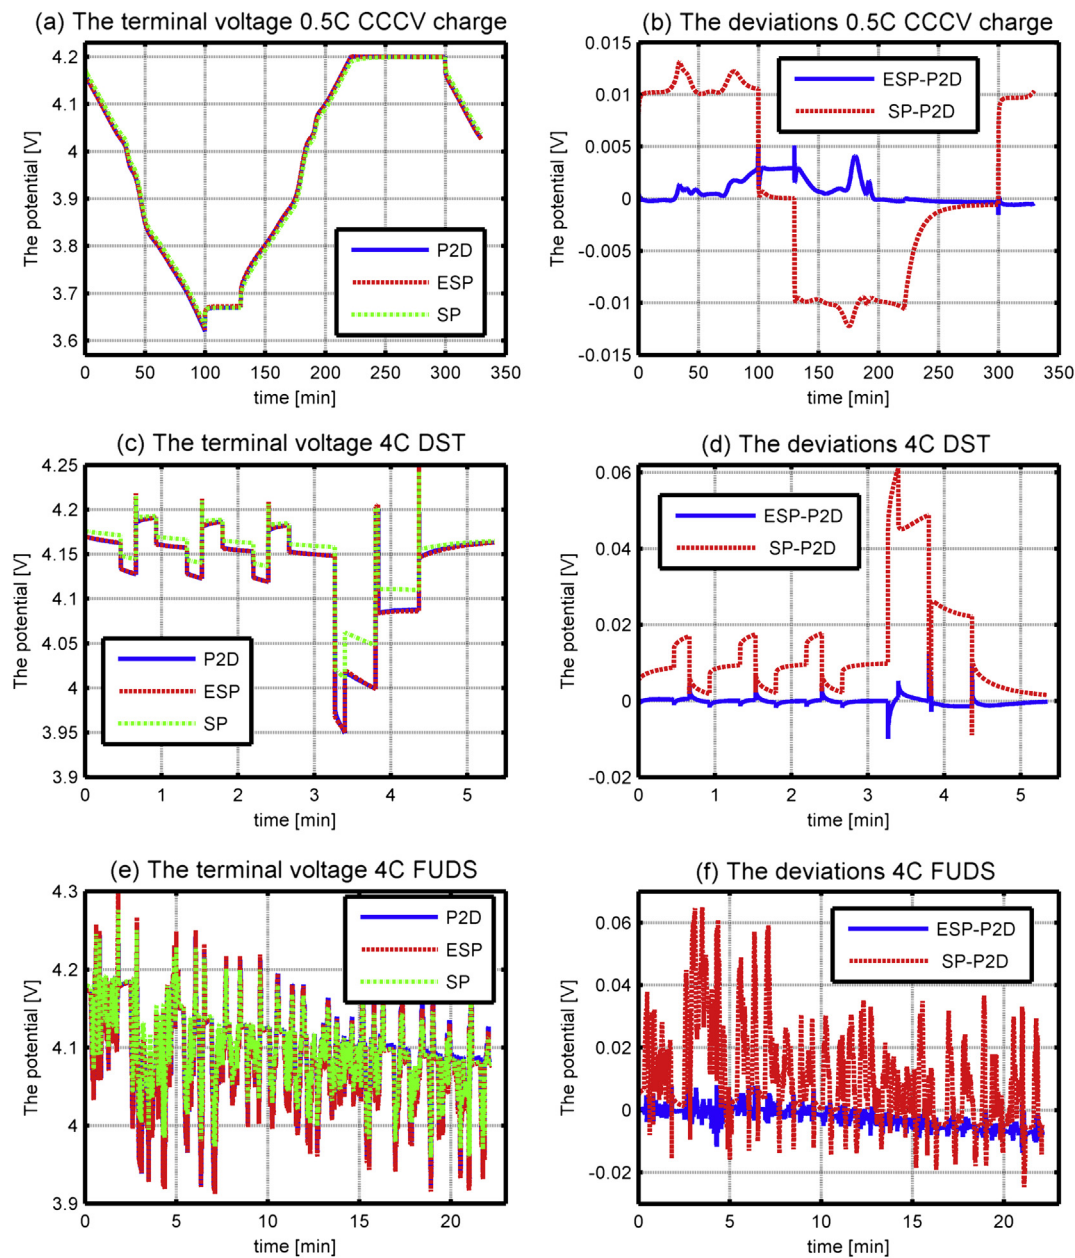 (a) The terminal voltage 0.5C CCCV charge
4.2
4.1
4
3.9
3.8
3.7
3.6
The potential [V]
P2D
ESP
SP
0 50 100 150 200 250 300 350
time [min]
(b) The deviations 0.5C CCCV charge
0.015
0.01
0.005
0
-0.005
-0.01
-0.015
The potential [V]
ESP-P2D
SP-P2D
0 50 100 150 200 250 300 350
time [min]
(c) The terminal voltage 4C DST
4.25
4.2
4.15
4.1
4.05
4
3.95
3.9
The potential [V]
P2D
ESP
SP
0 1 2 3 4 5
time [min]
(d) The deviations 4C DST
0.06
0.04
0.02
0
-0.02
The potential [V]
ESP-P2D
SP-P2D
0 1 2 3 4 5
time [min]
(e) The terminal voltage 4C FUDS
4.3
4.2
4.1
4
3.9
The potential [V]
P2D
ESP
SP
0 5 10 15 20
time [min]
(f) The deviations 4C FUDS
0.06
0.04
0.02
0
-0.02
The potential [V]
ESP-P2D
SP-P2D
0 5 10 15 20
time [min]